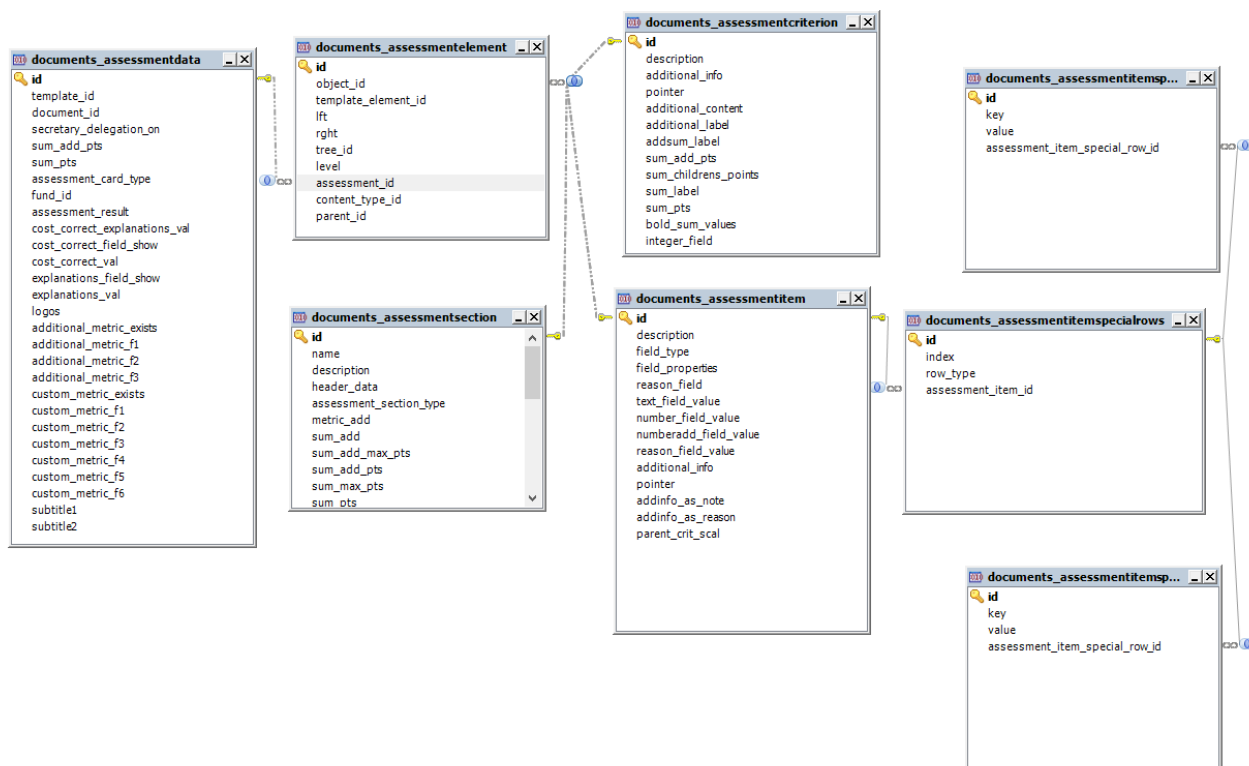 documents_assessmentdata
id
template_id
document_id
secretary_delegation_on
sum_add_pts
sum_pts
assessment_card_type
fund_id
assessment_result
cost_correct_explanations_val
cost_correct_field_show
cost_correct_val
explanations_field_show
explanations_val
logos
additional_metric_exists
additional_metric_f1
additional_metric_f2
additional_metric_f3
custom_metric_exists
custom_metric_f1
custom_metric_f2
custom_metric_f3
custom_metric_f4
custom_metric_f5
custom_metric_f6
subtitle1
subtitle2
documents_assessmentelement
id
object_id
template_element_id
lft
rght
tree_id
level
assessment_id
content_type_id
parent_id
documents_assessmentsection
id
name
description
header_data
assessment_section_type
metric_add
sum_add
sum_add_max_pts
sum_add_pts
sum_max_pts
sum_pts
documents_assessmentcriterion
id
description
additional_info
pointer
additional_content
additional_label
addsum_label
sum_add_pts
sum_childrens_points
sum_label
sum_pts
bold_sum_values
integer_field
documents_assessmentitem
id
description
field_type
field_properties
reason_field
text_field_value
number_field_value
numberadd_field_value
reason_field_value
additional_info
pointer
addinfo_as_note
addinfo_as_reason
parent_crit_scal
documents_assessmentitemsp...
id
key
value
assessment_item_special_row_id
documents_assessmentitemspecialrows
id
index
row_type
assessment_item_id
documents_assessmentitemsp...
id
key
value
assessment_item_special_row_id